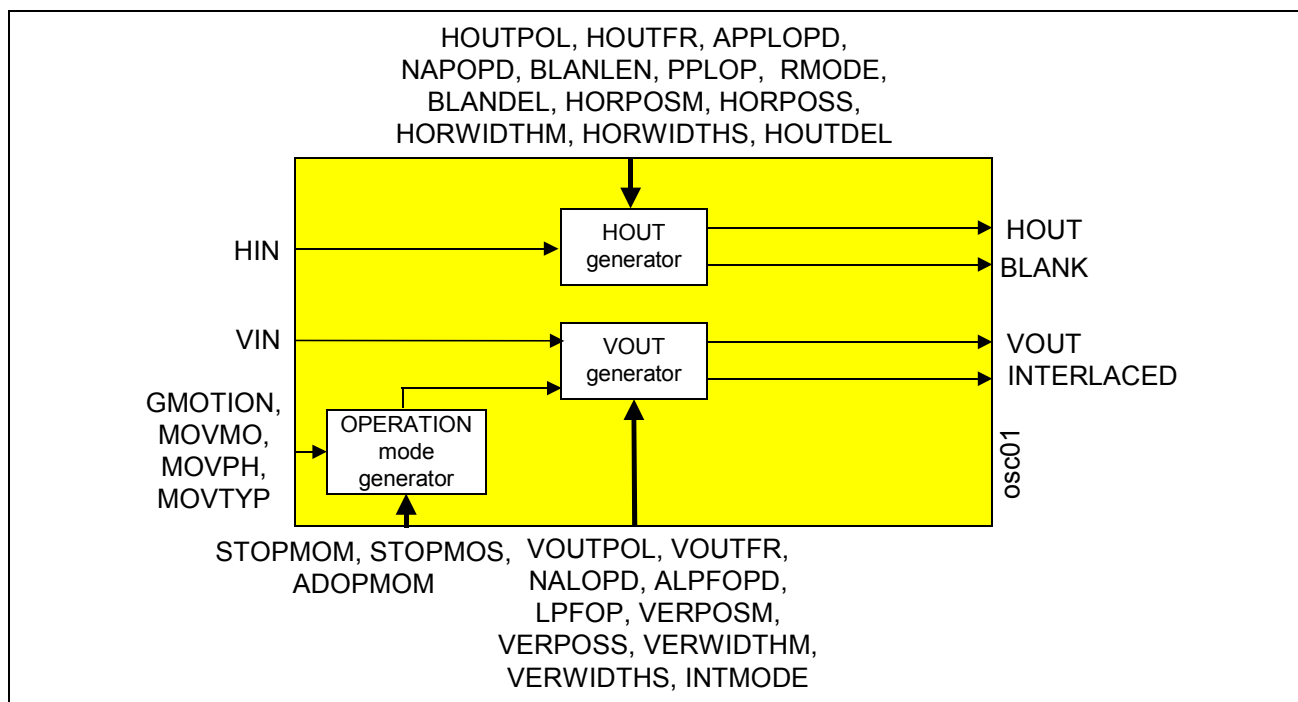 HOUTPOL, HOUTFR, APPLOPD,
NAPOPD, BLANLEN, PPLOP, RMODE,
BLANDEL, HORPOSM, HORPOSS,
HORWIDTHM, HORWIDTHS, HOUTDEL
HIN
HOUT
generator
HOUT
BLANK
VIN
VOUT
generator
VOUT
INTERLACED
GMOTION,
MOVMO,
MOVPH,
MOVTYP
OPERATION
mode
generator
osc01
STOPMOM, STOPMOS,
ADOPMOM
VOUTPOL, VOUTFR,
NALOPD, ALPFOPD,
LPFOP, VERPOSM,
VERPOSS, VERWIDTHM,
VERWIDTHS, INTMODE